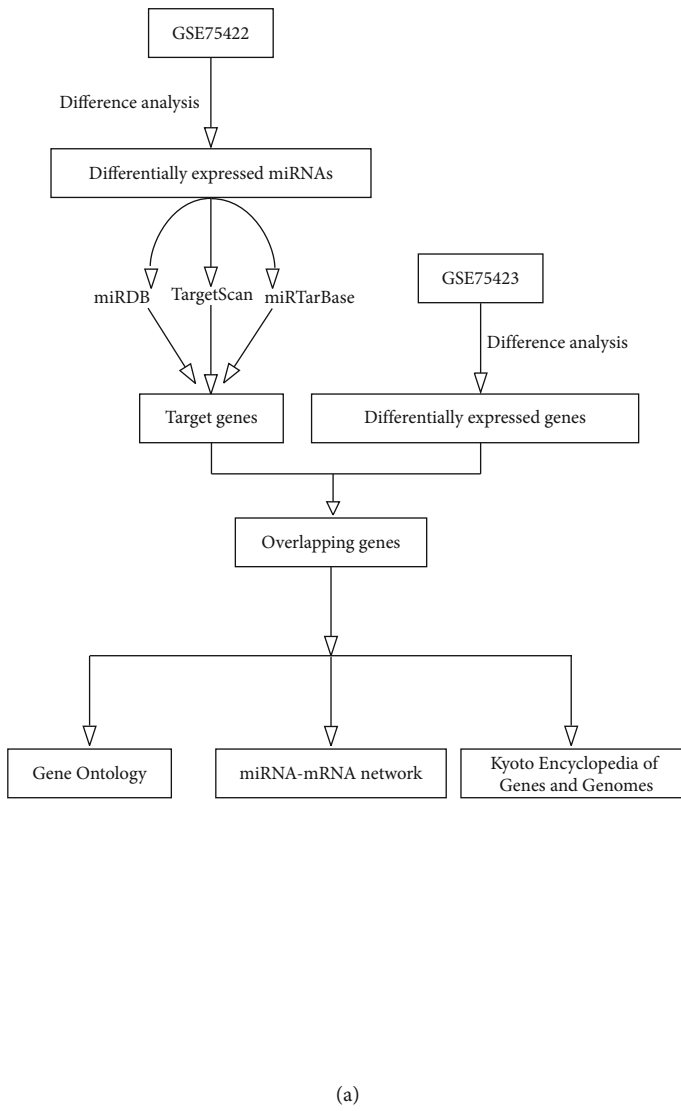 GSE75422
Difference analysis
Differentially expressed miRNAs
miRDB
TargetScan
miRTarBase
GSE75423
Difference analysis
Target genes
Differentially expressed genes
Overlapping genes
Gene Ontology
miRNA-mRNA network
Kyoto Encyclopedia of
Genes and Genomes
(a)